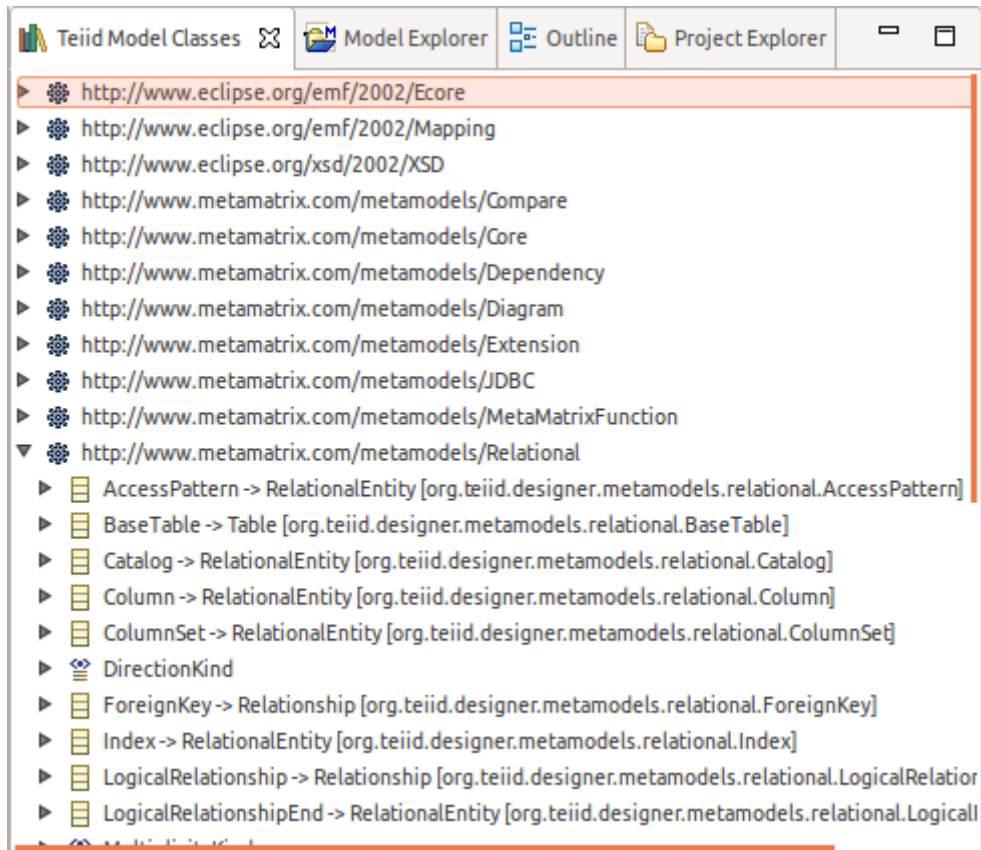 Teiid Model Classes Model Explorer Outline Project Explorer
http://www.eclipse.org/emf/2002/Ecore
http://www.eclipse.org/emf/2002/Mapping
http://www.eclipse.org/xsd/2002/XSD
http://www.metamatrix.com/metamodels/Compare
http://www.metamatrix.com/metamodels/Core
http://www.metamatrix.com/metamodels/Dependency
http://www.metamatrix.com/metamodels/Diagram
http://www.metamatrix.com/metamodels/Extension
http://www.metamatrix.com/metamodels/JDBC
http://www.metamatrix.com/metamodels/MetaMatrixFunction
http://www.metamatrix.com/metamodels/Relational
AccessPattern -> RelationalEntity [org.teiid.designer.metamodels.relational.AccessPattern]
BaseTable -> Table [org.teiid.designer.metamodels.relational.BaseTable]
Catalog -> RelationalEntity [org.teiid.designer.metamodels.relational.Catalog]
Column -> RelationalEntity [org.teiid.designer.metamodels.relational.Column]
ColumnSet -> RelationalEntity [org.teiid.designer.metamodels.relational.ColumnSet]
DirectionKind
ForeignKey -> Relationship [org.teiid.designer.metamodels.relational.ForeignKey]
Index -> RelationalEntity [org.teiid.designer.metamodels.relational.Index]
LogicalRelationship -> Relationship [org.teiid.designer.metamodels.relational.LogicalRelation
LogicalRelationshipEnd -> RelationalEntity [org.teiid.designer.metamodels.relational.Logical